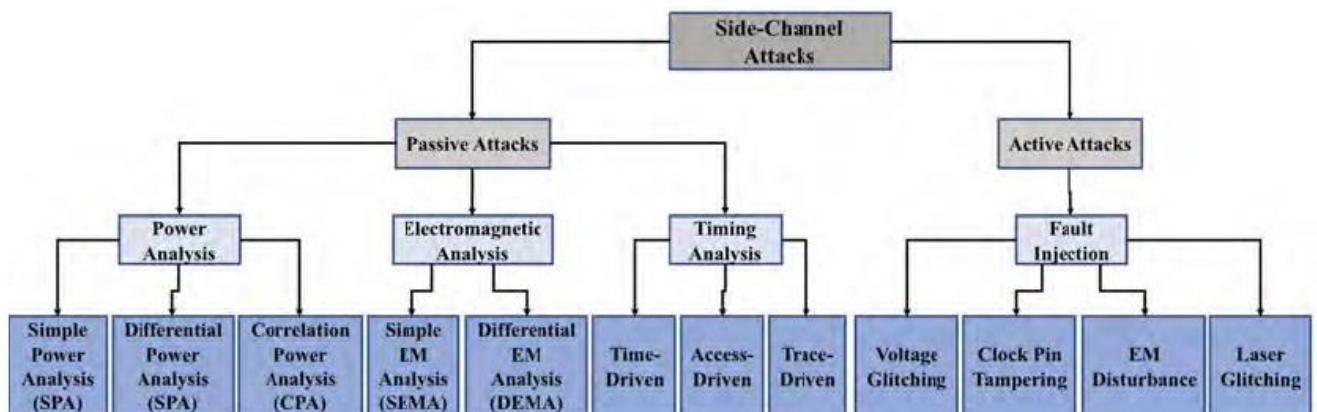 Side-Channel
Attacks
Passive Attacks
Active Attacks
Power
Analysis
Electromagnetic
Analysis
Timing
Analysis
Fault
Injection
Simple
Power
Analysis
(SPA)
Differential
Power
Analysis
(SPA)
Correlation
Power
Analysis
(CPA)
Simple
EM
Analysis
(SEMA)
Differential
EM
Analysis
(DEMA)
Time-
Driven
Access-
Driven
Trace-
Driven
Voltage
Glitching
Clock Pin
Tampering
EM
Disturbance
Laser
Glitching